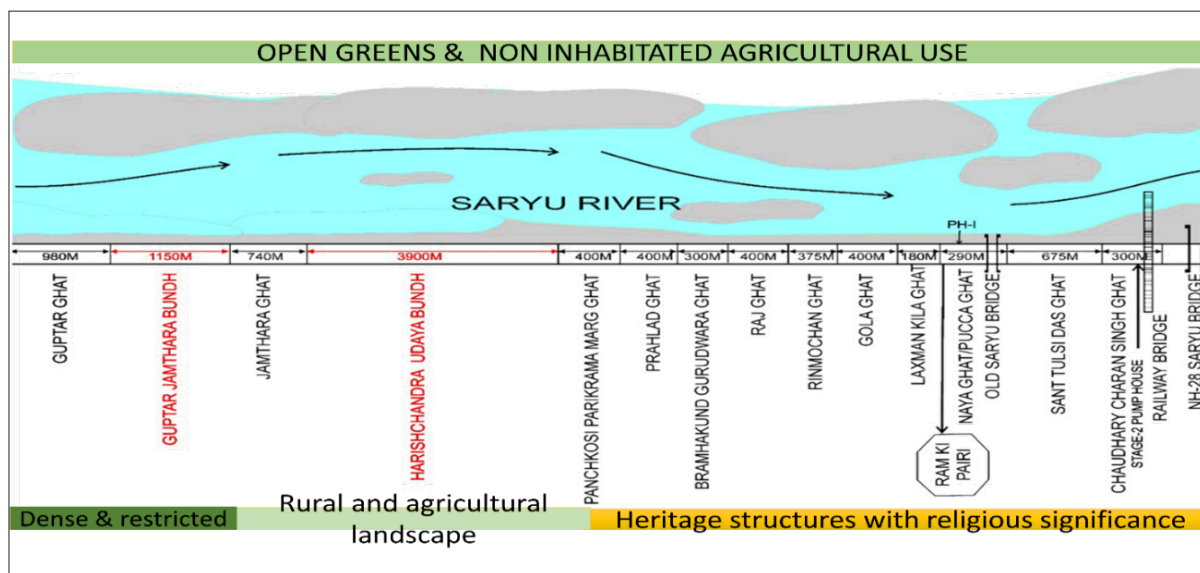 OPEN GREENS & NON INHABITATED AGRICULTURAL USE
SARYU RIVER
PH-I
980M
1150M
740M
3900M
400M
400M
300M
400M
375M
400M
180M
290M
675M
300M
GUPTAR GHAT
GUPTAR JAMTHARA BUNDH
JAMTHARA GHAT
HARISHCHANDRA UDAYA BUNDH
PANCHKOSI PARIKRAMA MARG GHAT
PRAHLAD GHAT
BRAMHAKUND GURUDWARA GHAT
RAJ GHAT
RINMOCHAN GHAT
GOLA GHAT
LAXMAN KILA GHAT
NAYA GHAT/PUCCA GHAT
OLD SARYU BRIDGE
SANT TULSI DAS GHAT
CHAUDHARY CHARAN SINGH GHAT
STAGE-2 PUMP HOUSE
RAILWAY BRIDGE
NH-28 SARYU BRIDGE
RAM KI
PAIRI
Dense & restricted
Rural and agricultural
landscape
Heritage structures with religious significance